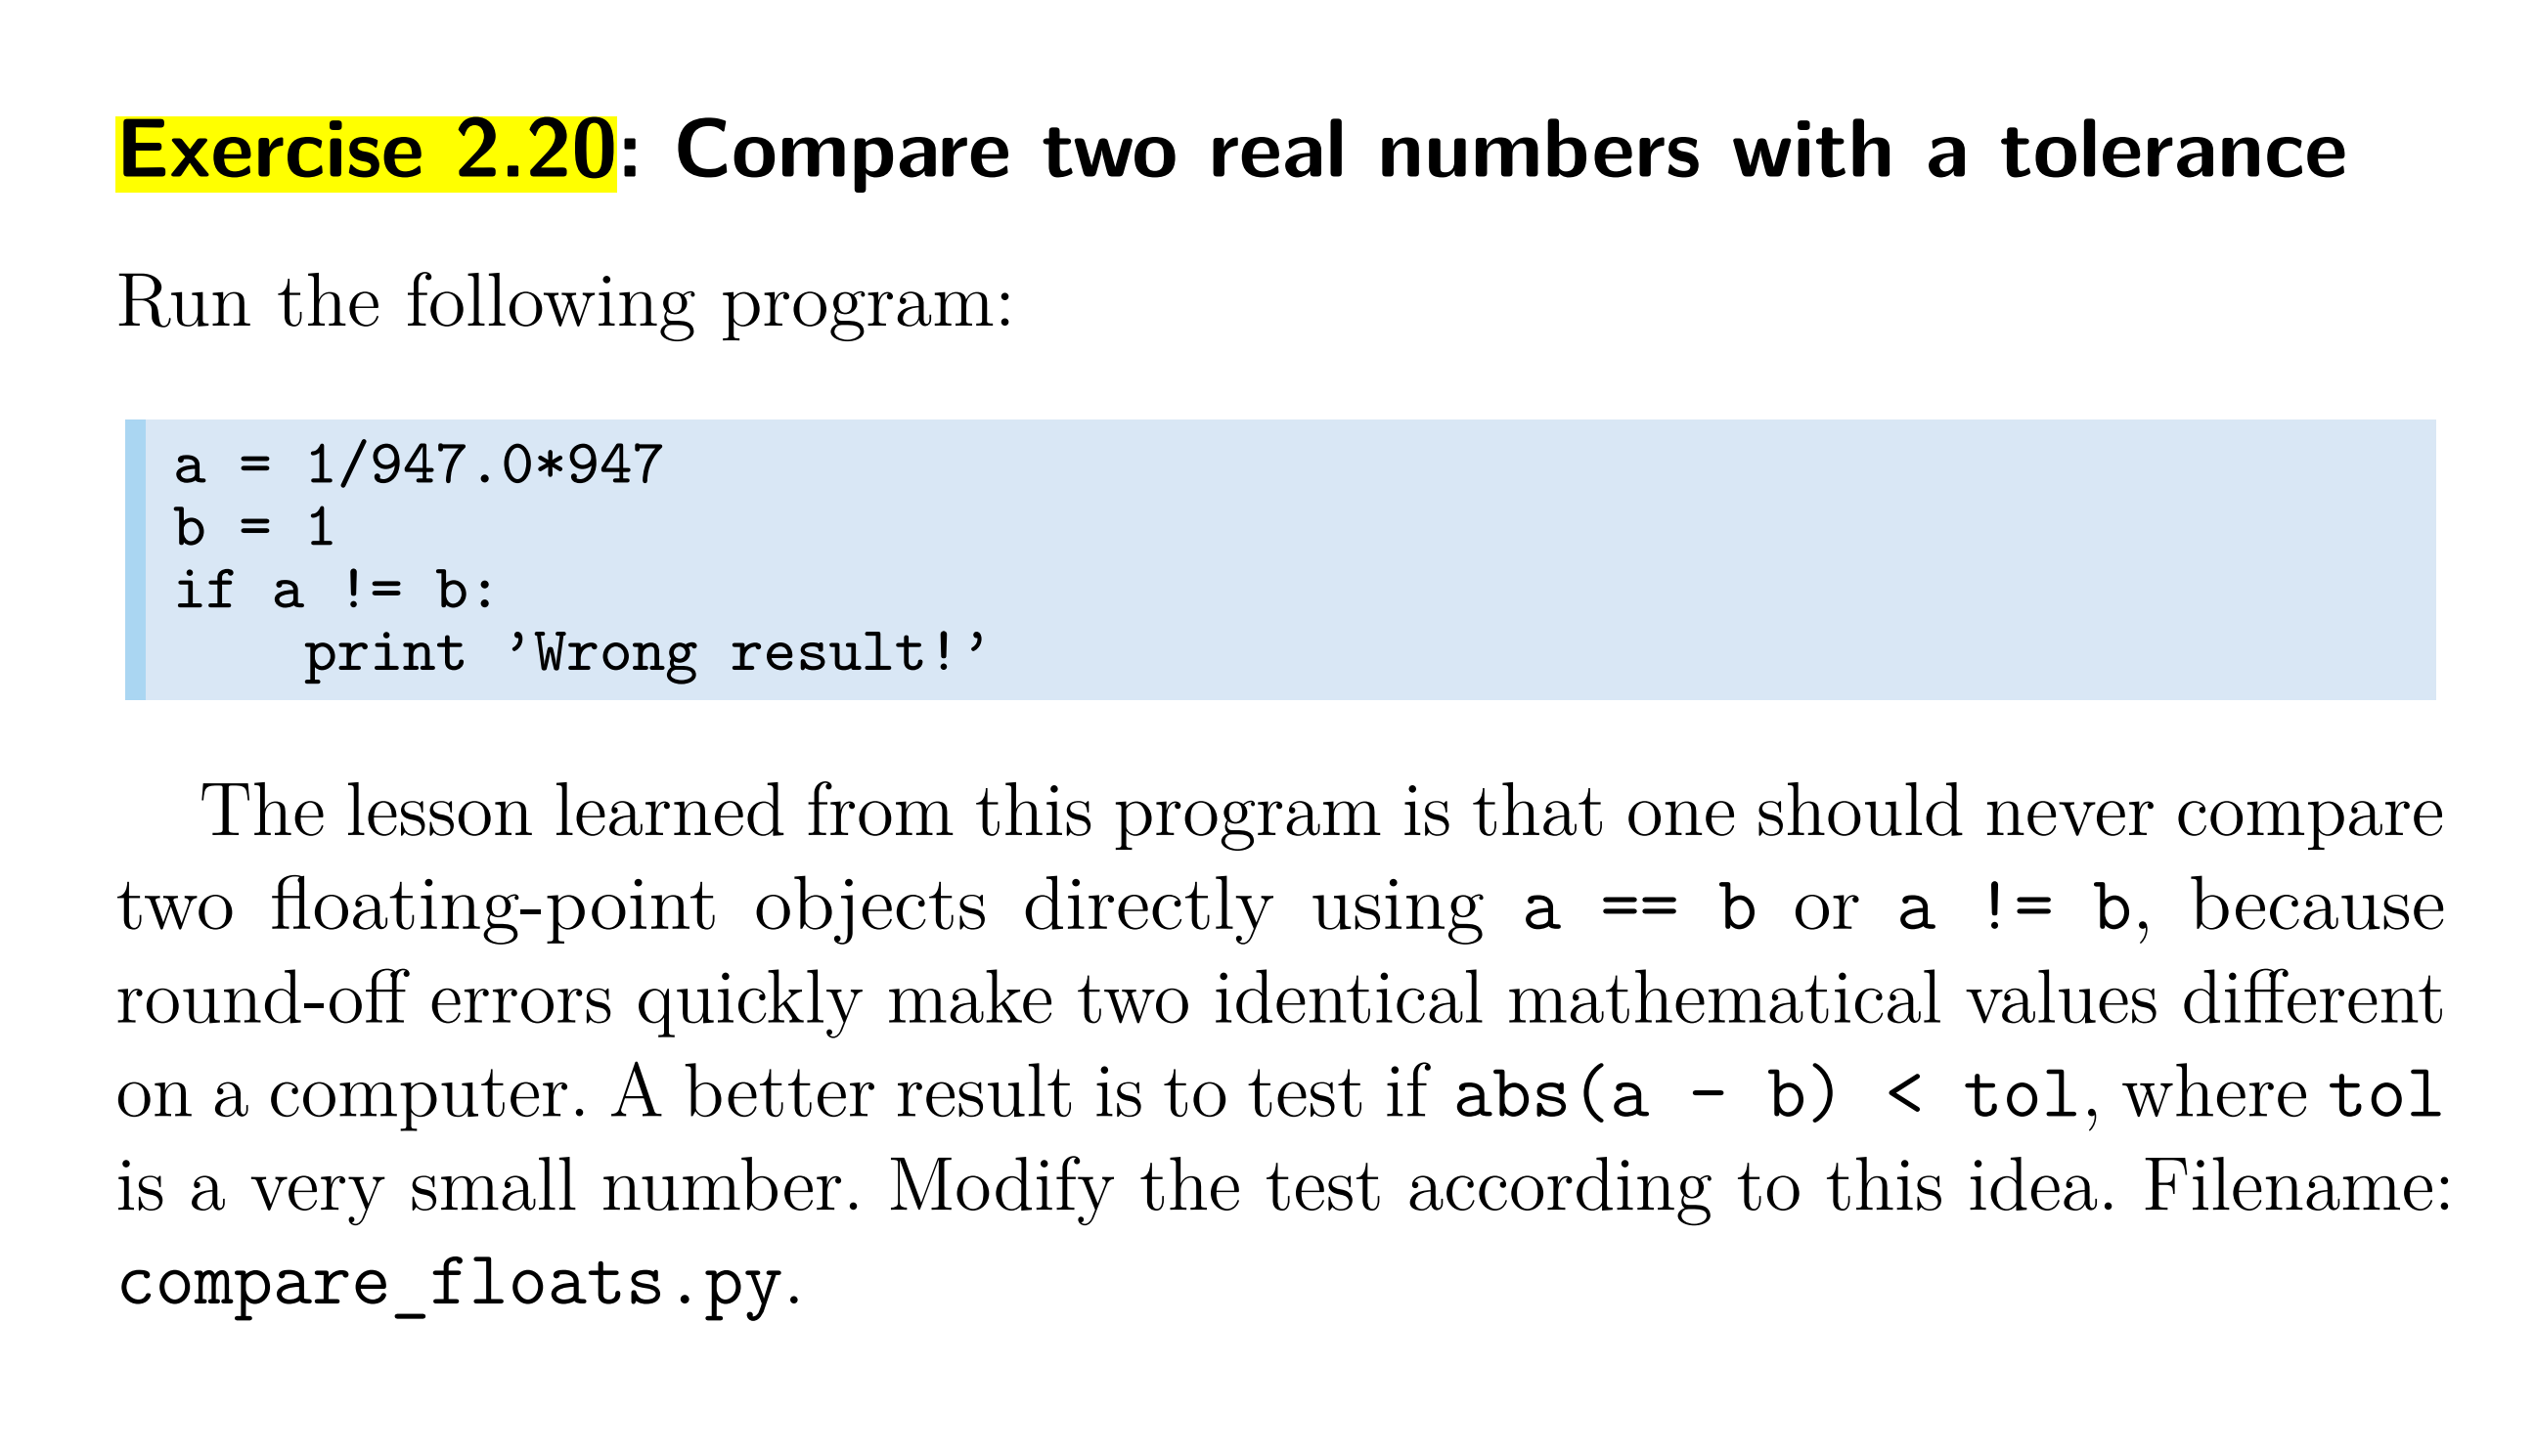 Exercise 2.20: Compare two real numbers with a tolerance
Run the following program:
a = 1/947.0*947
b = 1
if a != b:
    print ’Wrong result!’
The lesson learned from this program is that one should never compare
two floating-point objects directly using a == b or a != b, because
round-off errors quickly make two identical mathematical values different
on a computer. A better result is to test if abs(a - b) < tol, where tol
is a very small number. Modify the test according to this idea. Filename:
compare_floats.py.